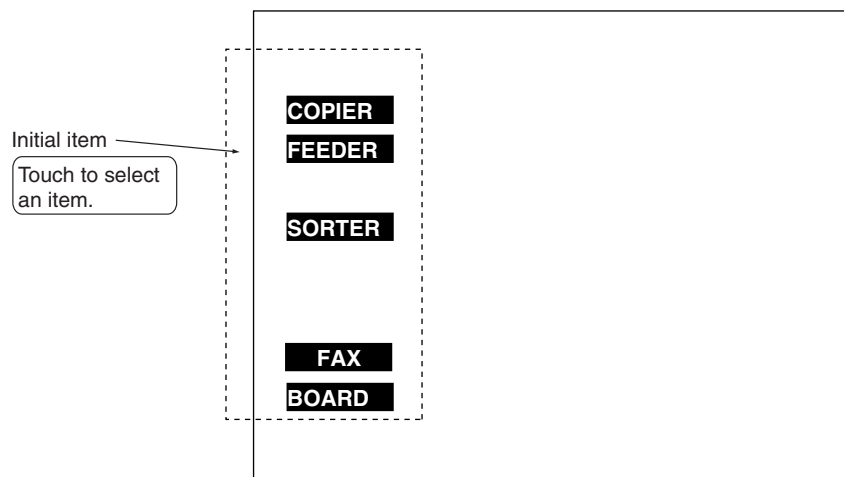 COPIER
Initial item
FEEDER
Touch to select
an item.
SORTER
FAX
BOARD